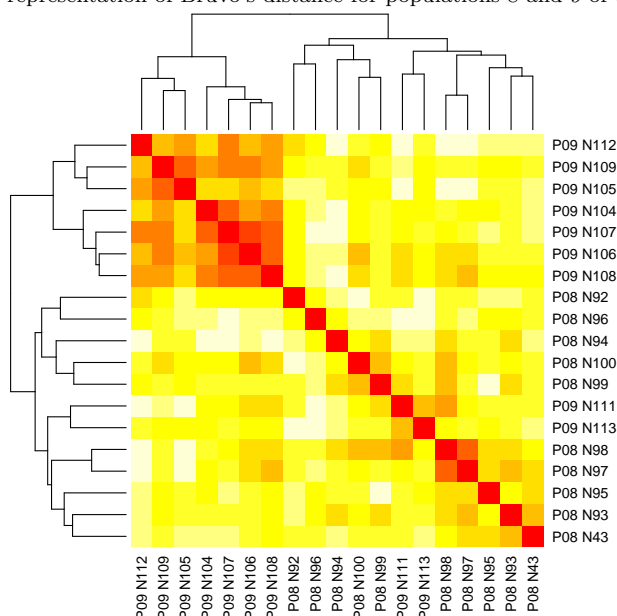 representation of Bruvo's distance for populations 8 and 9 of
P09 N112
P09 N109
P09 N105
P09 N104
P09 N107
P09 N106
P09 N108
P08 N92
P08 N96
P08 N94
P08 N100
P08 N99
P09 N111
P09 N113
P08 N98
P08 N97
P08 N95
P08 N93
P08 N43
P09 N112
P09 N109
P09 N105
P09 N104
P09 N107
P09 N106
P09 N108
P08 N92
P08 N96
P08 N94
P08 N100
P08 N99
P09 N111
P09 N113
P08 N98
P08 N97
P08 N95
P08 N93
P08 N43